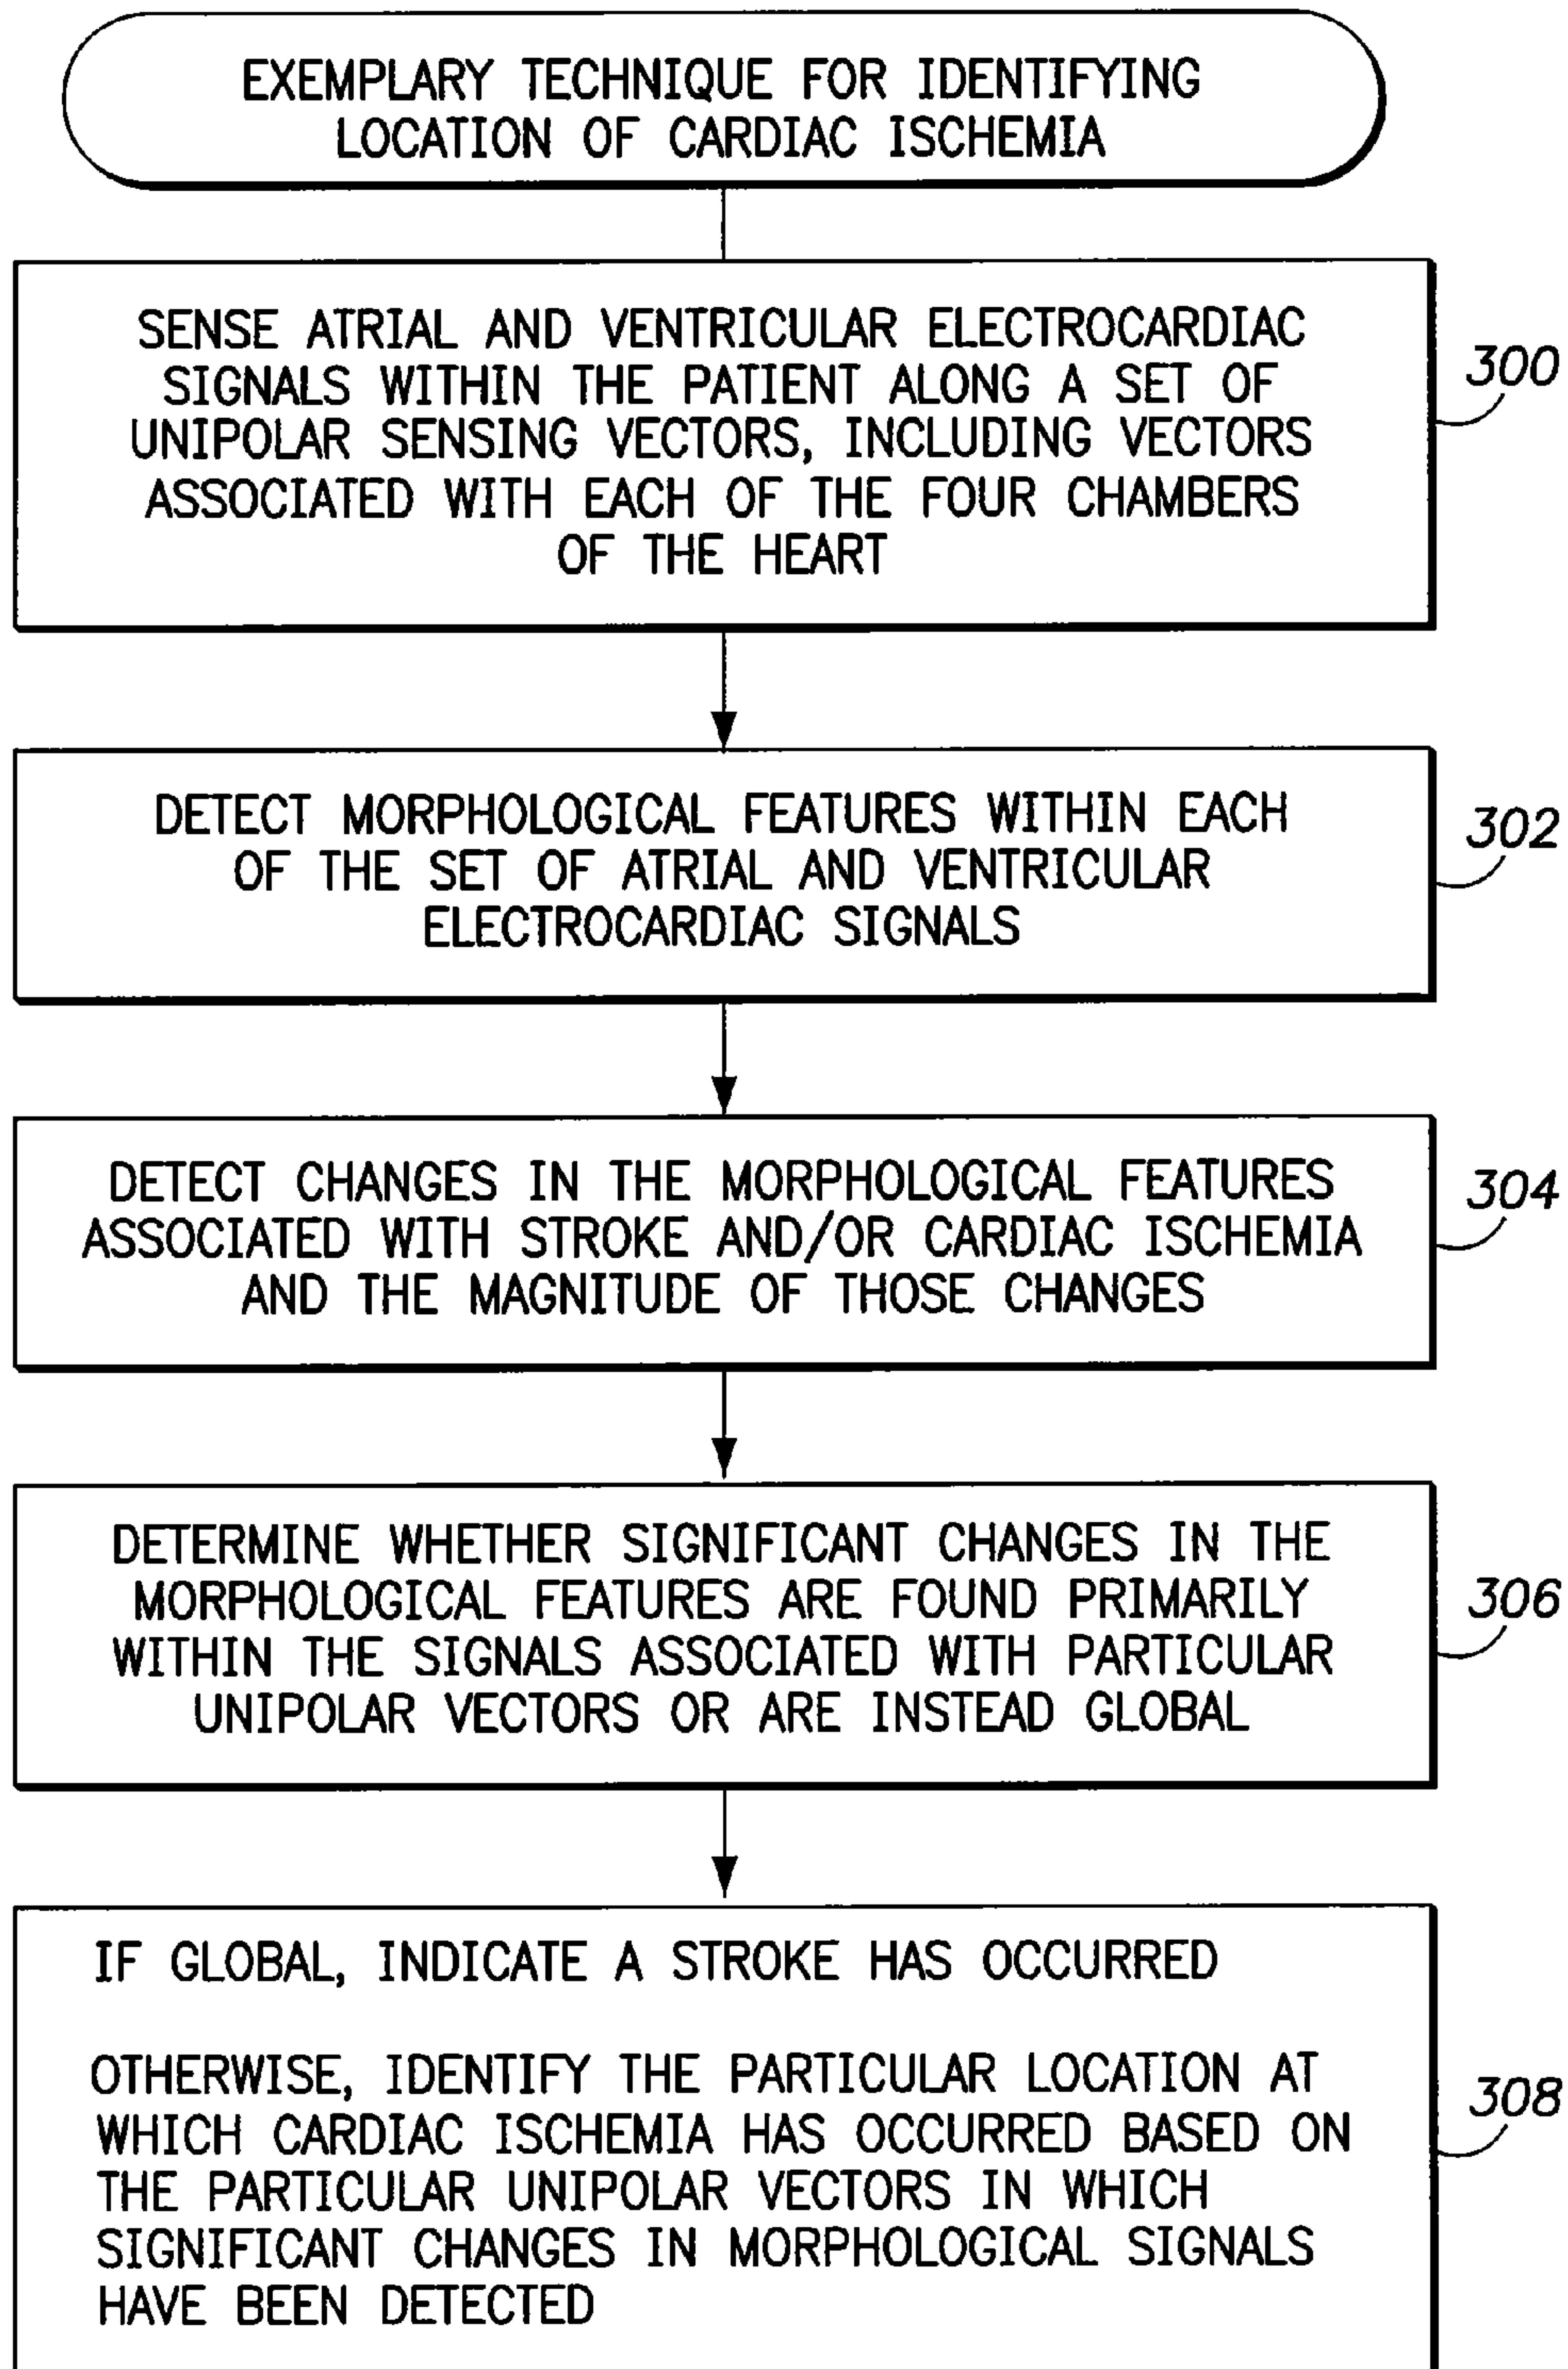 EXEMPLARY TECHNIQUE FOR IDENTIFYING
LOCATION OF CARDIAC ISCHEMIA
SENSE ATRIAL AND VENTRICULAR ELECTROCARDIAC
SIGNALS WITHIN THE PATIENT ALONG A SET OF
UNIPOLAR SENSING VECTORS, INCLUDING VECTORS
ASSOCIATED WITH EACH OF THE FOUR CHAMBERS
OF THE HEART
300
DETECT MORPHOLOGICAL FEATURES WITHIN EACH
OF THE SET OF ATRIAL AND VENTRICULAR
ELECTROCARDIAC SIGNALS
302
DETECT CHANGES IN THE MORPHOLOGICAL FEATURES
ASSOCIATED WITH STROKE AND/OR CARDIAC ISCHEMIA
AND THE MAGNITUDE OF THOSE CHANGES
304
DETERMINE WHETHER SIGNIFICANT CHANGES IN THE
MORPHOLOGICAL FEATURES ARE FOUND PRIMARILY
WITHIN THE SIGNALS ASSOCIATED WITH PARTICULAR
UNIPOLAR VECTORS OR ARE INSTEAD GLOBAL
306
IF GLOBAL, INDICATE A STROKE HAS OCCURRED
OTHERWISE, IDENTIFY THE PARTICULAR LOCATION AT
WHICH CARDIAC ISCHEMIA HAS OCCURRED BASED ON
THE PARTICULAR UNIPOLAR VECTORS IN WHICH
SIGNIFICANT CHANGES IN MORPHOLOGICAL SIGNALS
HAVE BEEN DETECTED
308